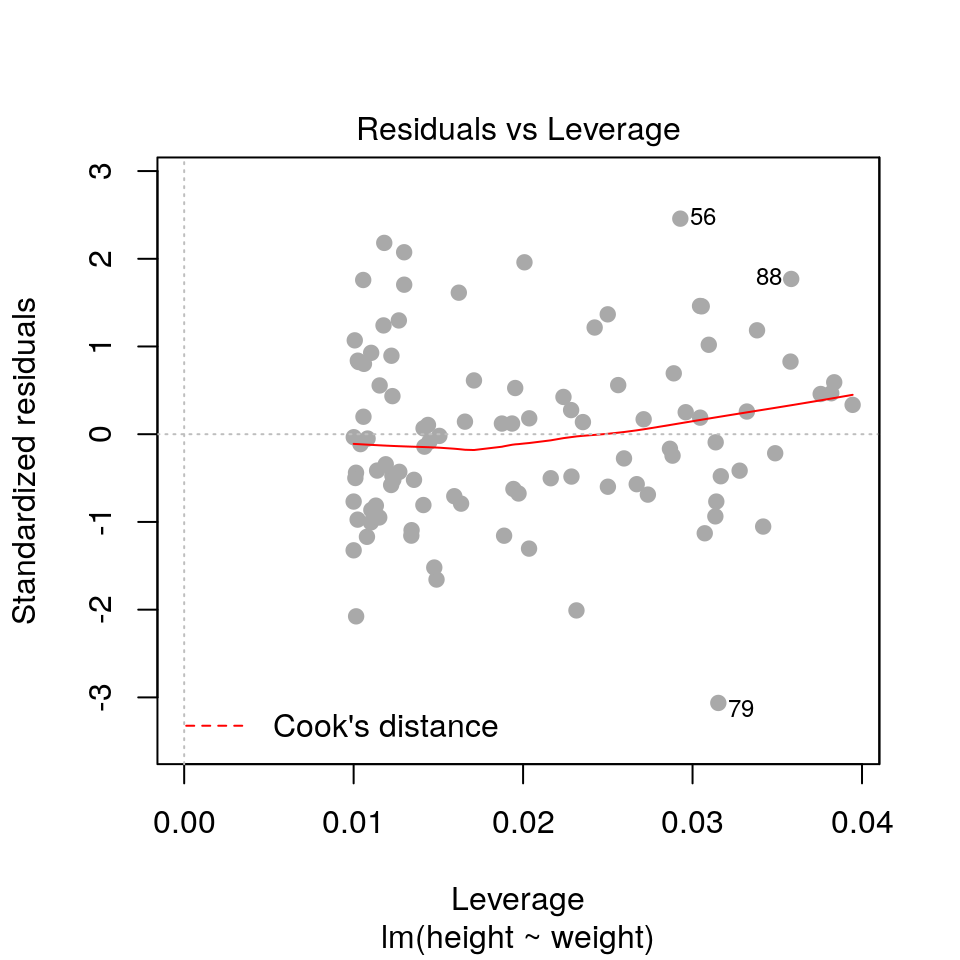 Residuals vs Leverage
Standardized residuals
3
2
1
0
-1
-2
-3
56
88
79
Cook's distance
0.00 0.01 0.02 0.03 0.04
Leverage
lm(height ~ weight)